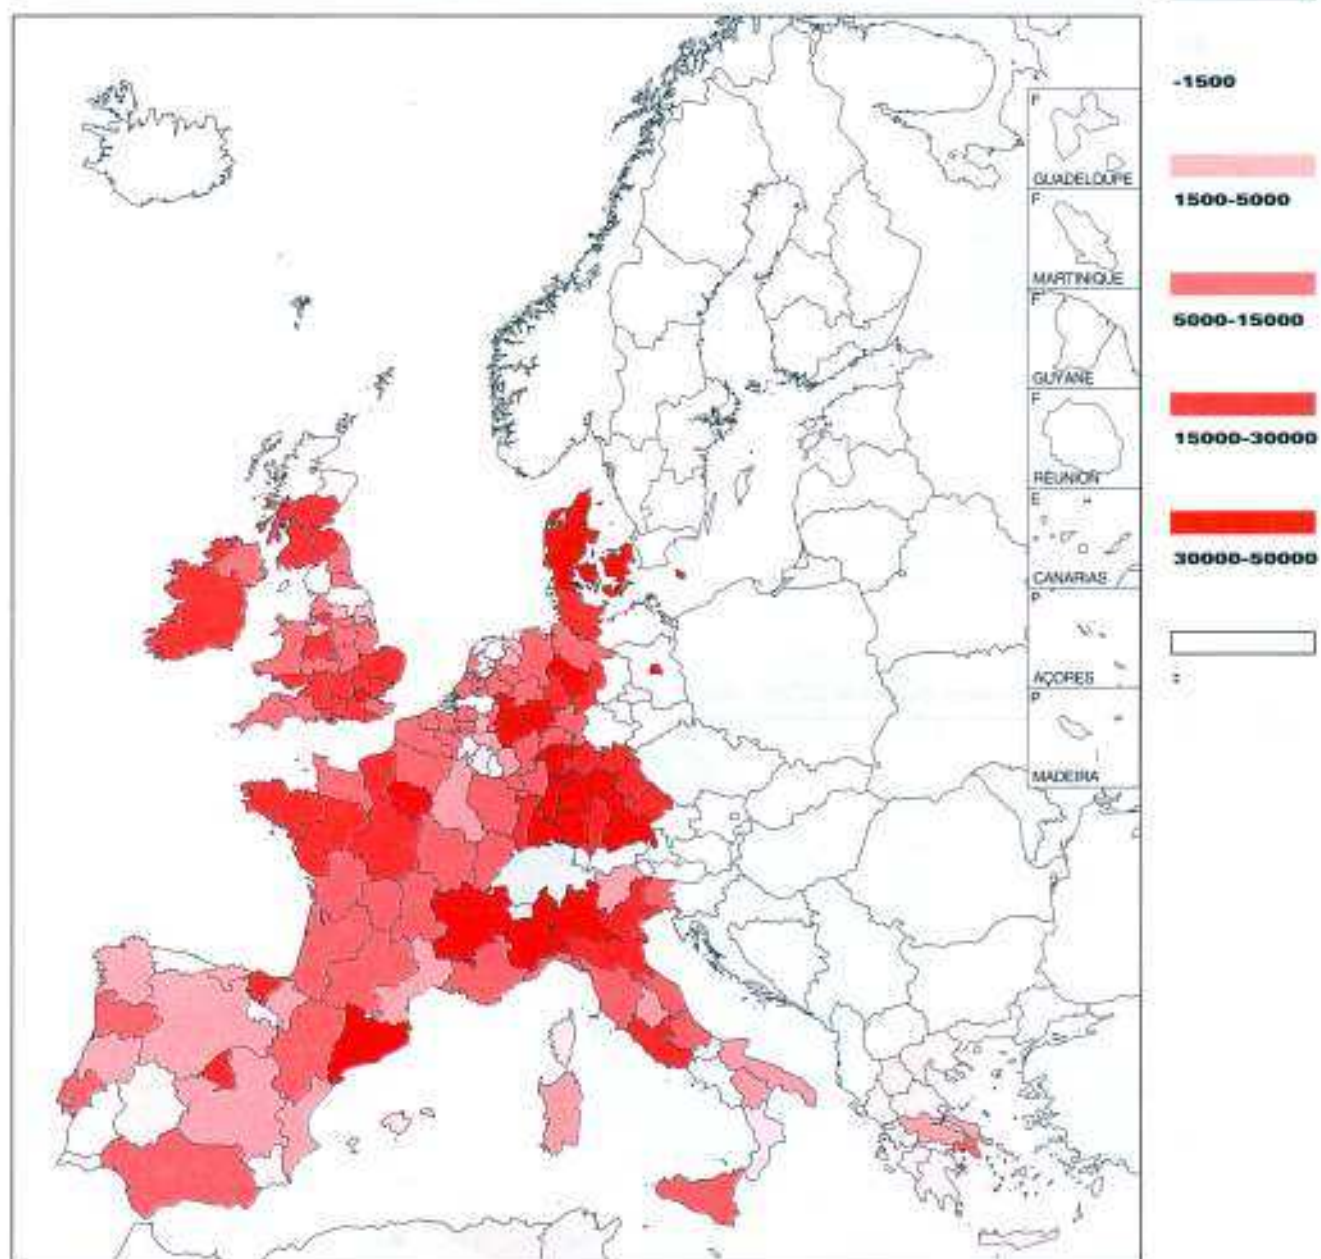 F
GUADELOUPE
F
MARTINIQUE
F
GUYANE
F
REUNION
E
CANARIAS
P
AÇORES
P
MADEIRA
-1500
1500-5000
5000-15000
15000-30000
30000-50000
: